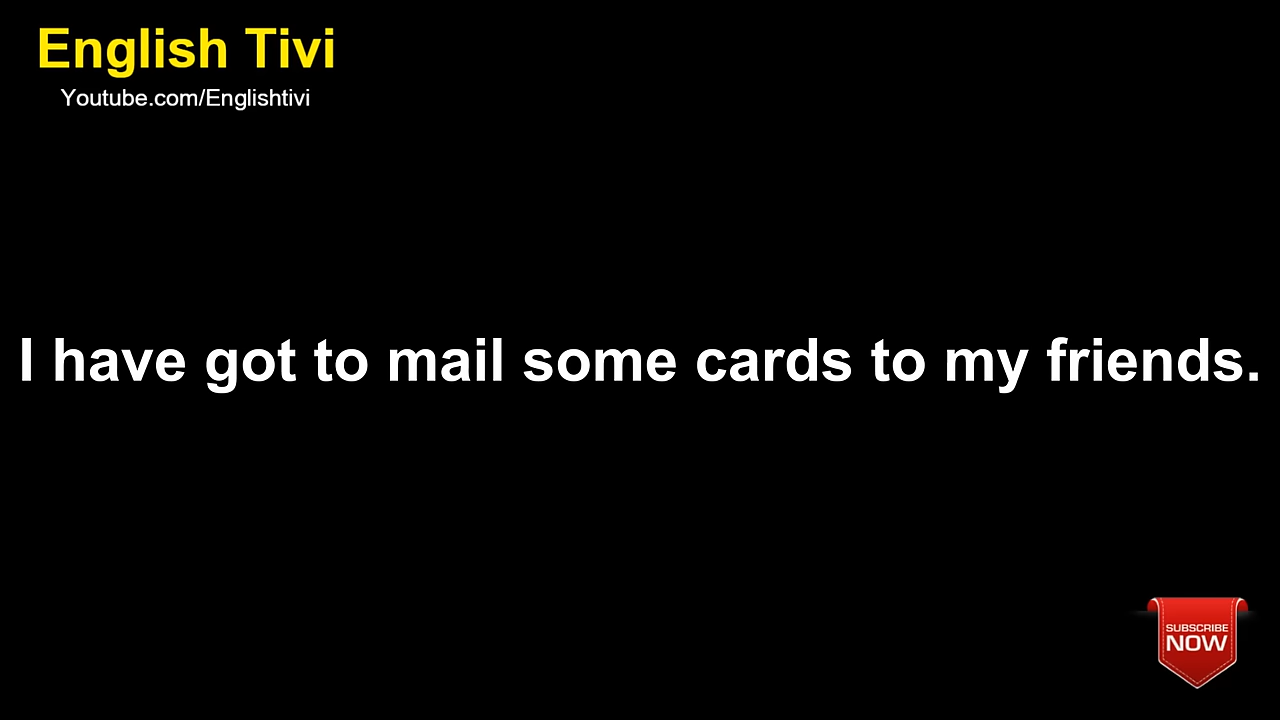 English Tivi
Youtube.com/Englishtivi
I have got to mail some cards to my friends.
SUBSCRIBE
NOW